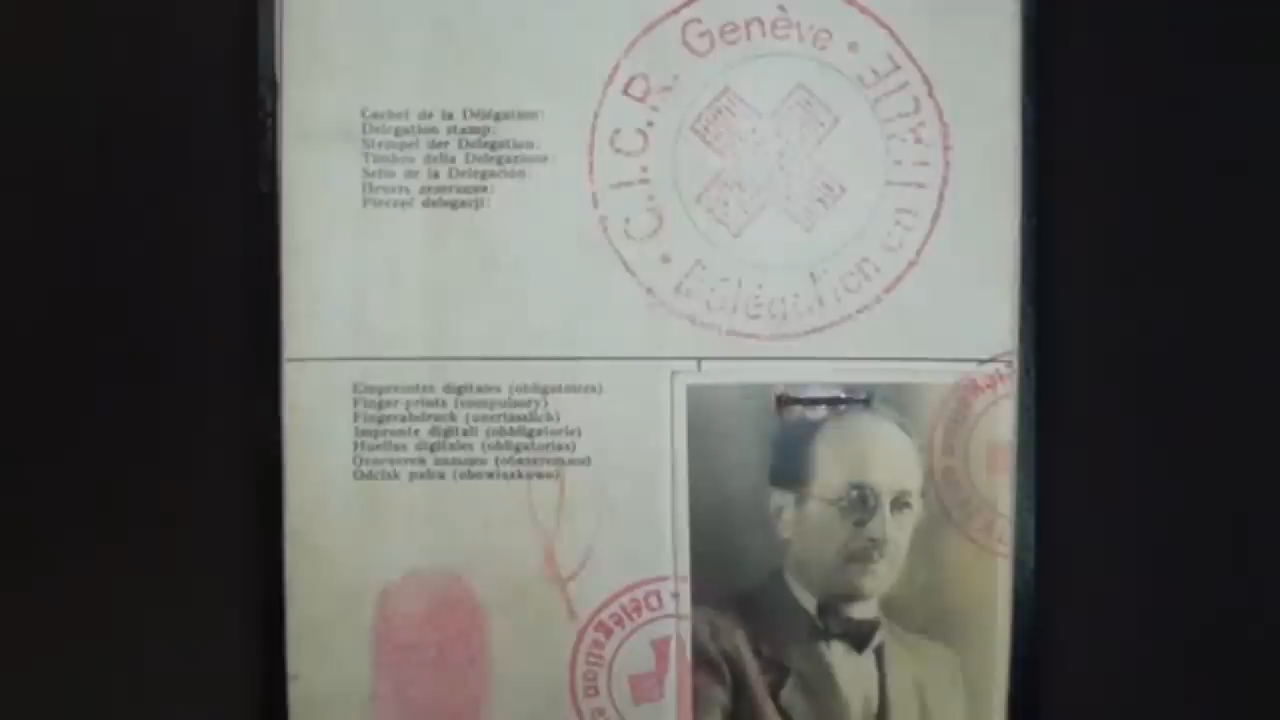 C.I.C.R. • Genève •
Délégation en ITALIE
Cachet de la Délégation:
Delegation stamp:
Stempel der Delegation:
Timbro della Delegazione:
Sello de la Delegación:
Pieczęć delegacji:
Empreintes digitales (obligatoires)
Finger-prints (compulsory)
Fingerabdruck (unerlässlich)
Impronte digitali (obbligatorie)
Huellas digitales (obligatorias)
Odcisk palca (obowiązkowo)
Délégation